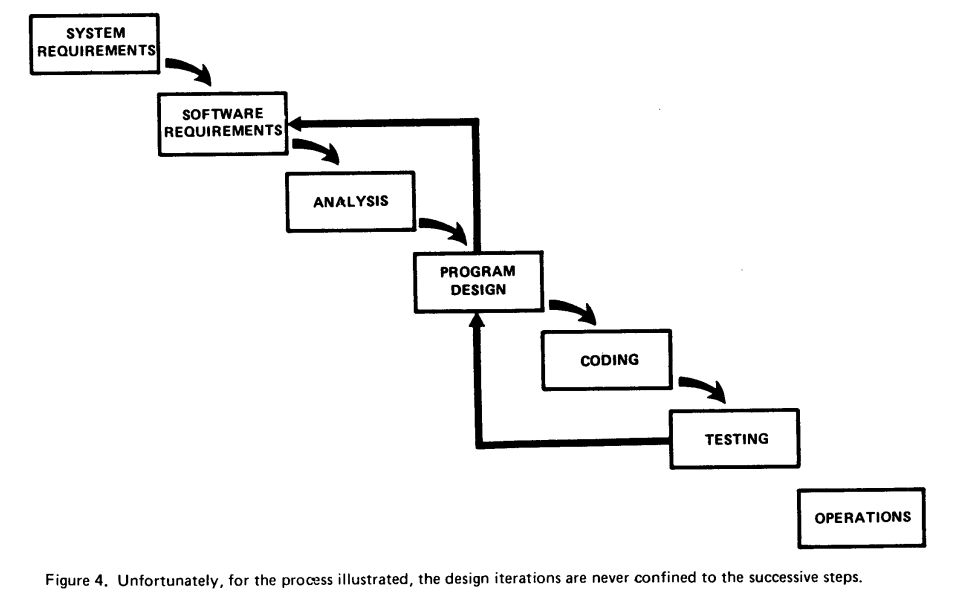 SYSTEM
REQUIREMENTS
SOFTWARE
REQUIREMENTS
ANALYSIS
PROGRAM
DESIGN
CODING
TESTING
OPERATIONS
Figure 4. Unfortunately, for the process illustrated, the design iterations are never confined to the successive steps.